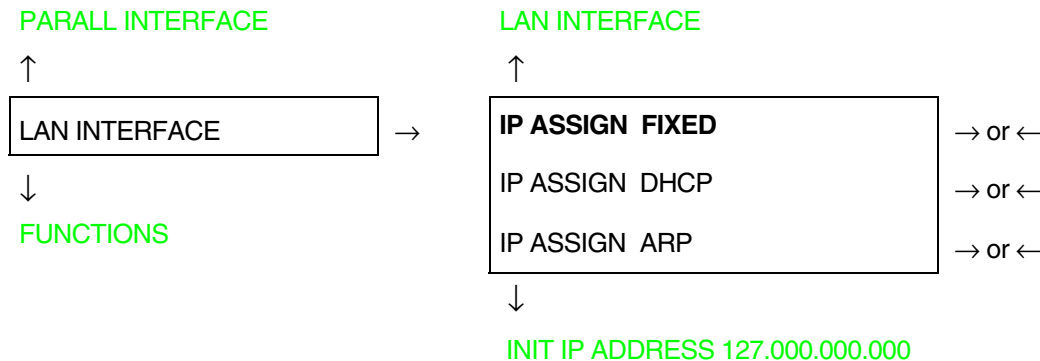 PARALL INTERFACE LAN INTERFACE
↑ ↑
LAN INTERFACE → IP ASSIGN FIXED → or ←
↓ IP ASSIGN DHCP → or ←
FUNCTIONS IP ASSIGN ARP → or ←
↓
INIT IP ADDRESS 127.000.000.000